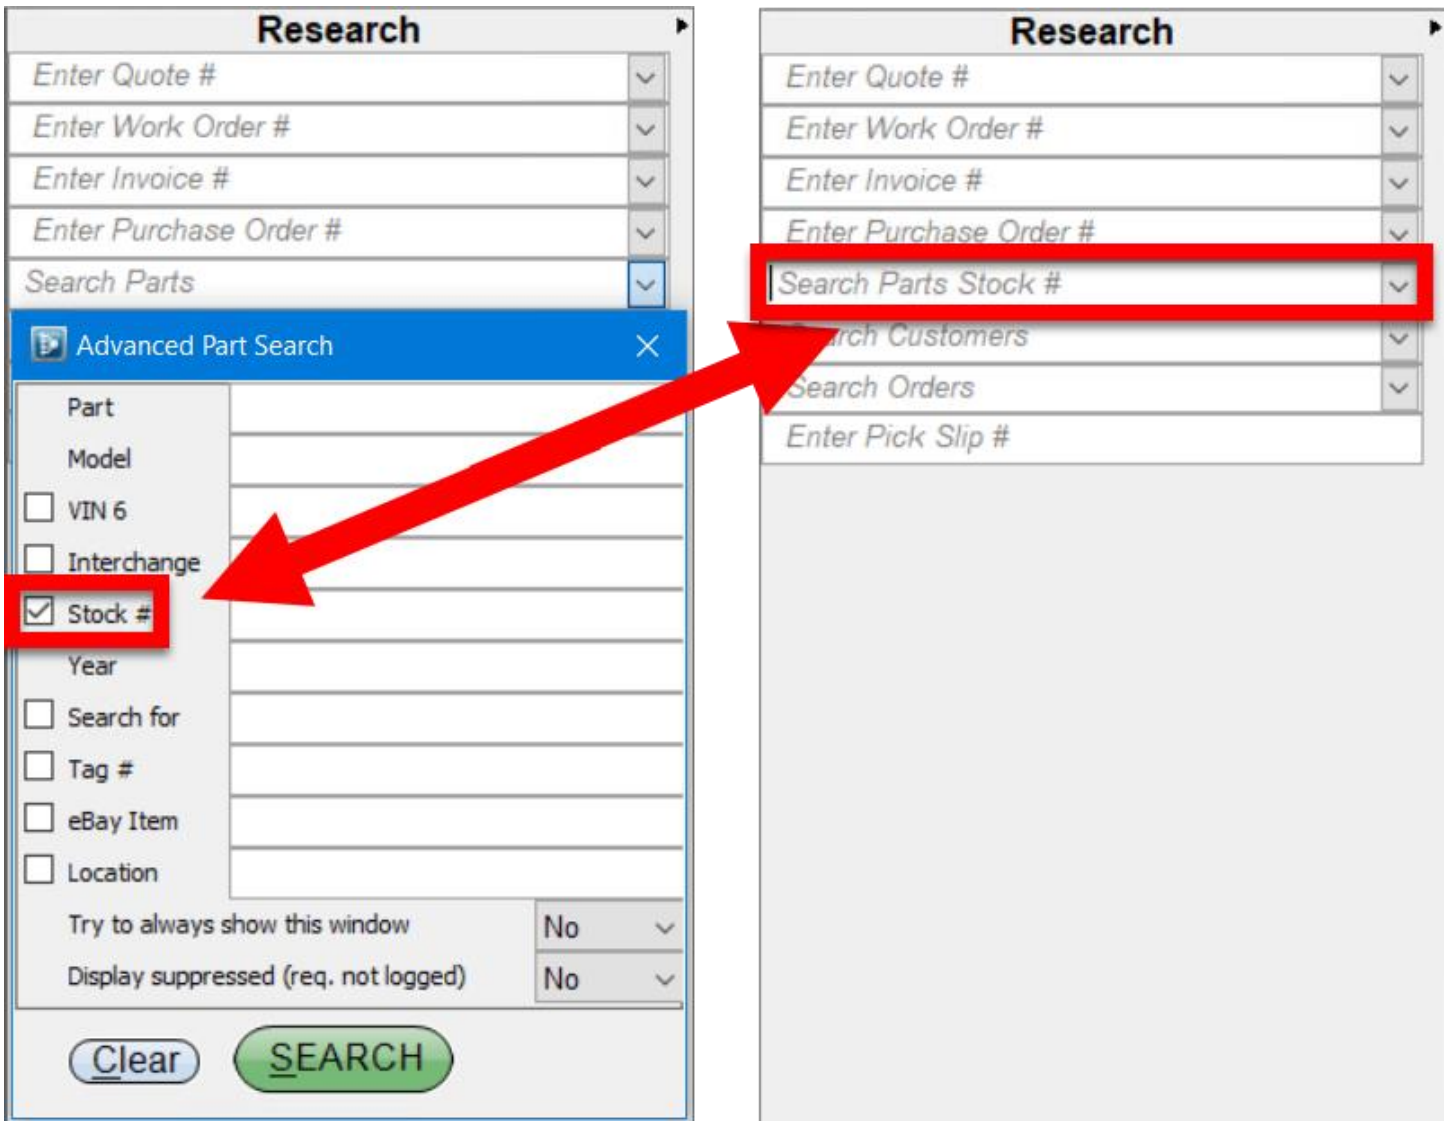 Research
Enter Quote #
Enter Work Order #
Enter Invoice #
Enter Purchase Order #
Search Parts
Advanced Part Search
Part
Model
VIN 6
Interchange
Stock #
Year
Search for
Tag #
eBay Item
Location
Try to always show this window No
Display suppressed (req. not logged) No
Clear SEARCH
Research
Enter Quote #
Enter Work Order #
Enter Invoice #
Enter Purchase Order #
Search Parts Stock #
Search Customers
Search Orders
Enter Pick Slip #